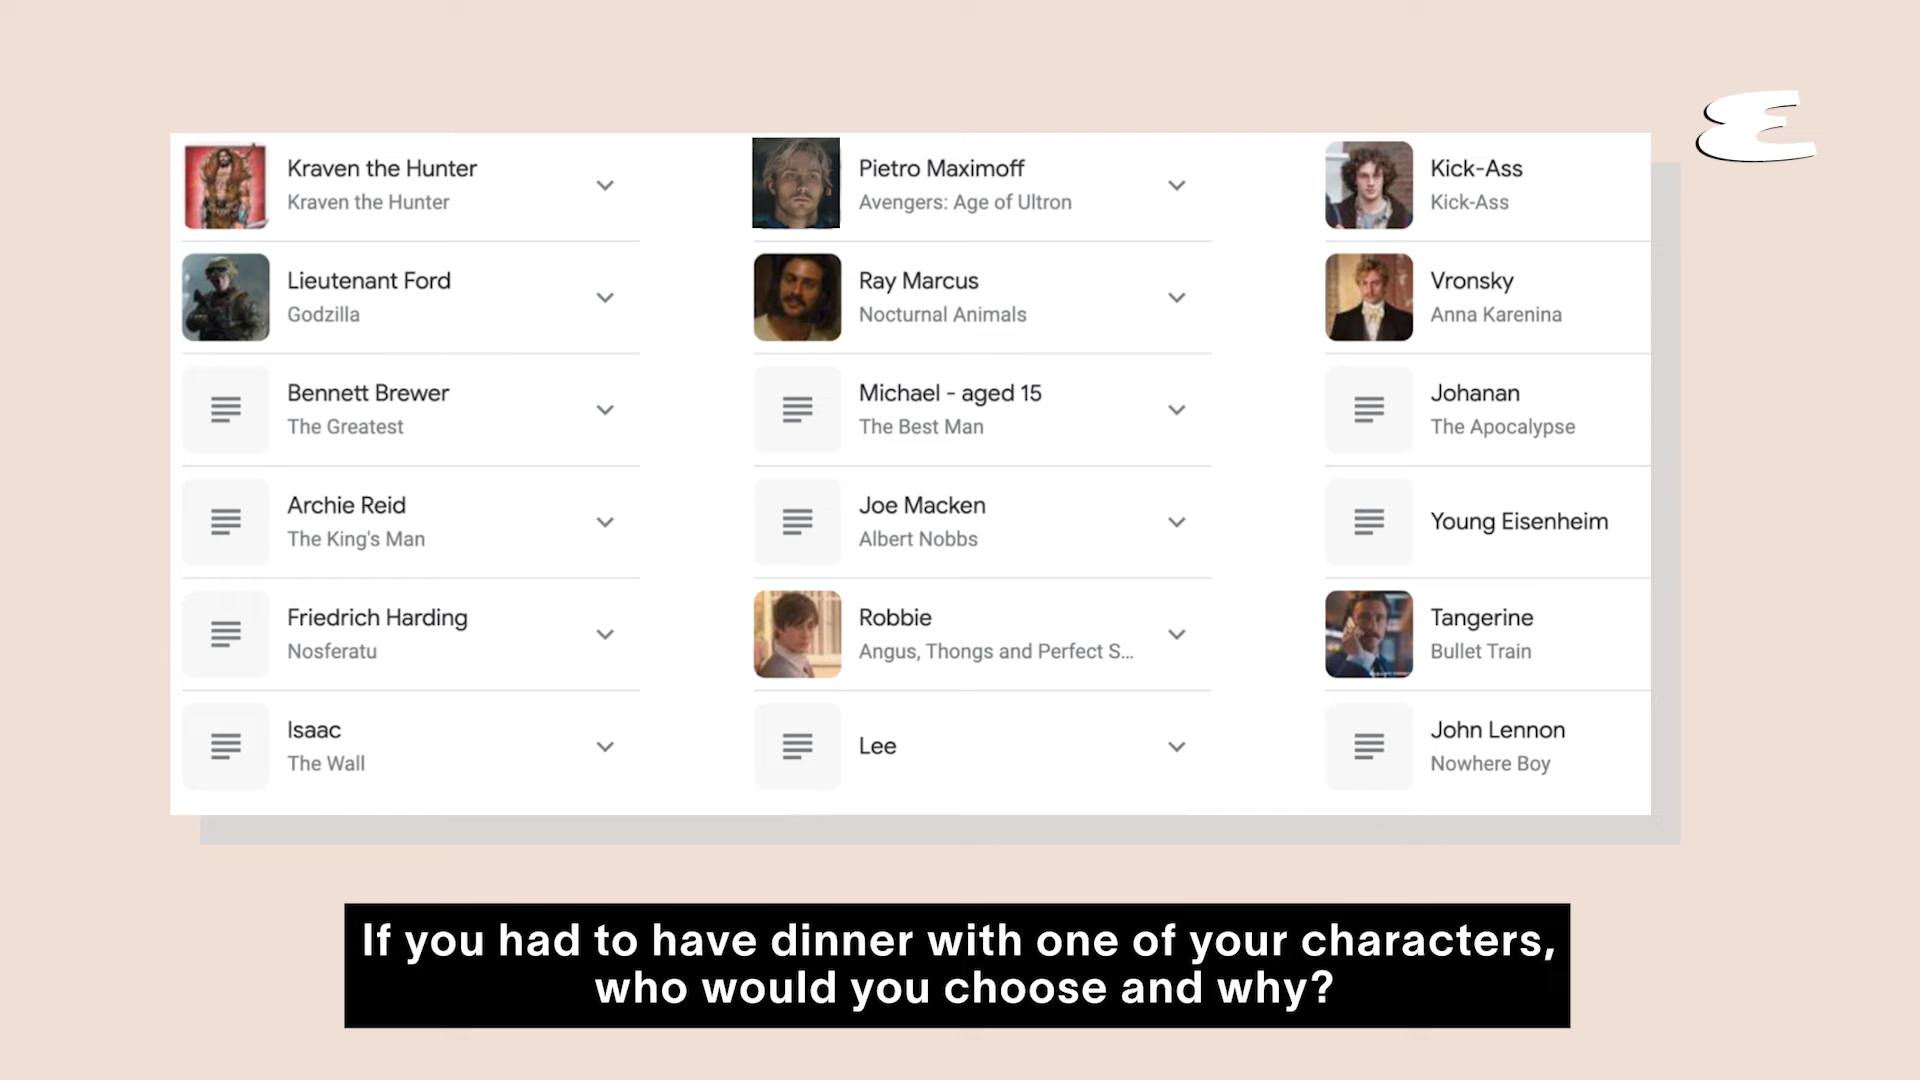 Kraven the Hunter
Kraven the Hunter
Pietro Maximoff
Avengers: Age of Ultron
Kick-Ass
Kick-Ass
Lieutenant Ford
Godzilla
Ray Marcus
Nocturnal Animals
Vronsky
Anna Karenina
Bennett Brewer
The Greatest
Michael - aged 15
The Best Man
Johanan
The Apocalypse
Archie Reid
The King's Man
Joe Macken
Albert Nobbs
Young Eisenheim
Friedrich Harding
Nosferatu
Robbie
Angus, Thongs and Perfect S...
Tangerine
Bullet Train
Isaac
The Wall
Lee
John Lennon
Nowhere Boy
E
If you had to have dinner with one of your characters,
who would you choose and why?